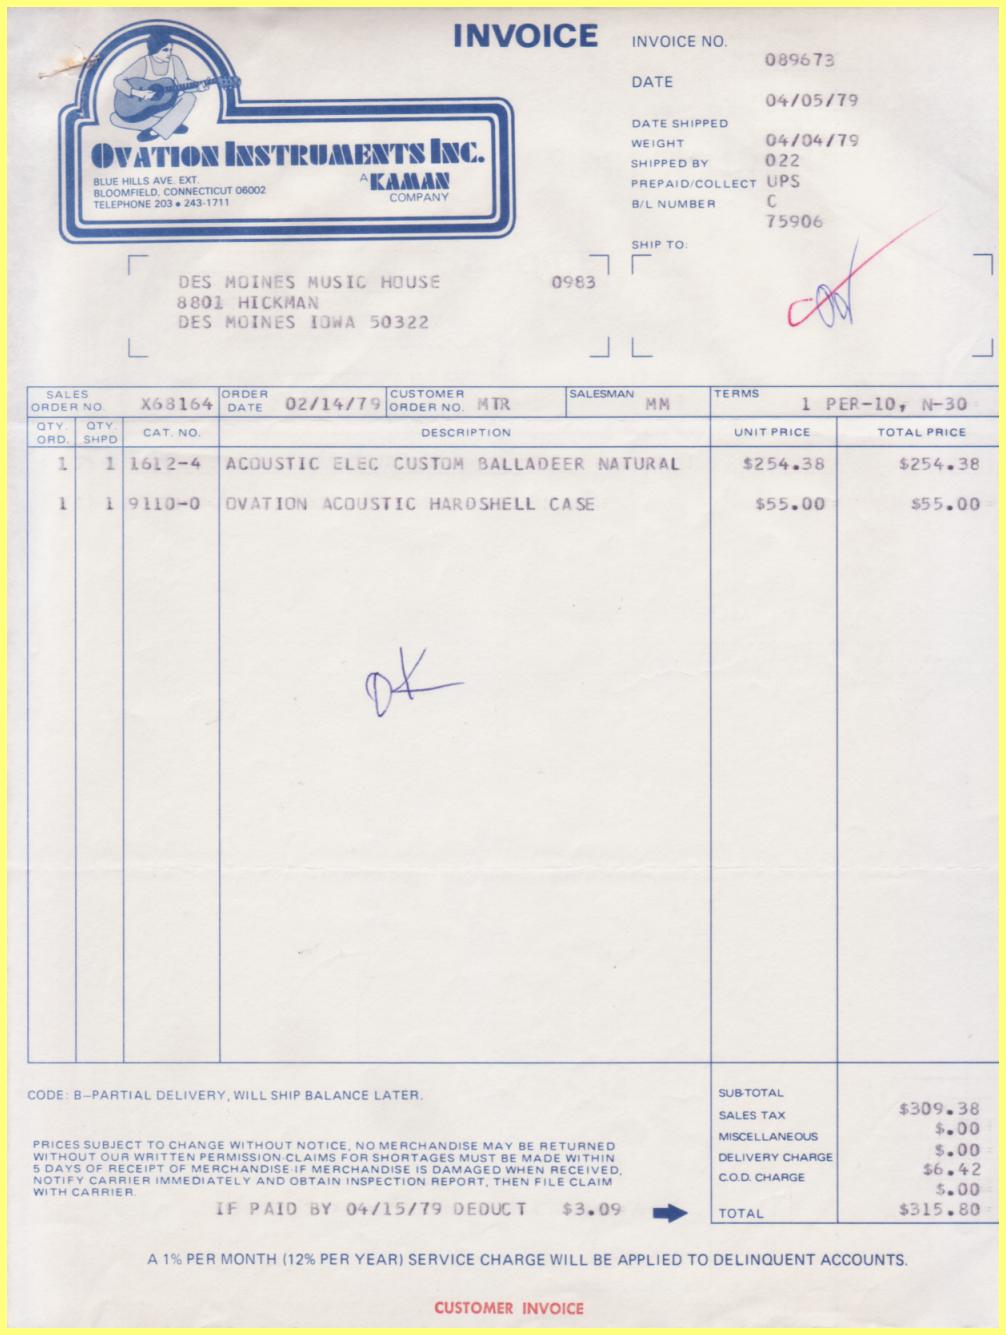 INVOICE
INVOICE NO.
089673
DATE
04/05/79
DATE SHIPPED
WEIGHT 04/04/79
SHIPPED BY 022
PREPAID/COLLECT UPS
B/L NUMBER C
75906
SHIP TO:
OVATION INSTRUMENTS INC.
BLUE HILLS AVE. EXT.
BLOOMFIELD, CONNECTICUT 06002
TELEPHONE 203 • 243-1711
A KAMAN
COMPANY
DES MOINES MUSIC HOUSE 0983
8801 HICKMAN
DES MOINES IOWA 50322
SALES ORDER NO. X68164 ORDER DATE 02/14/79 CUSTOMER ORDER NO. MTR SALESMAN MM TERMS 1 PER-10, N-30
QTY. ORD. QTY. SHPD CAT. NO. DESCRIPTION UNIT PRICE TOTAL PRICE
1 1 1612-4 ACOUSTIC ELEC CUSTOM BALLADEER NATURAL $254.38 $254.38
1 1 9110-0 OVATION ACOUSTIC HARDSHELL CASE $55.00 $55.00
OK
CODE: B-PARTIAL DELIVERY, WILL SHIP BALANCE LATER.
PRICES SUBJECT TO CHANGE WITHOUT NOTICE, NO MERCHANDISE MAY BE RETURNED
WITHOUT OUR WRITTEN PERMISSION-CLAIMS FOR SHORTAGES MUST BE MADE WITHIN
5 DAYS OF RECEIPT OF MERCHANDISE-IF MERCHANDISE IS DAMAGED WHEN RECEIVED,
NOTIFY CARRIER IMMEDIATELY AND OBTAIN INSPECTION REPORT, THEN FILE CLAIM
WITH CARRIER.
IF PAID BY 04/15/79 DEDUCT $3.09
SUB-TOTAL $309.38
SALES TAX $.00
MISCELLANEOUS $.00
DELIVERY CHARGE $6.42
C.O.D. CHARGE $.00
TOTAL $315.80
A 1% PER MONTH (12% PER YEAR) SERVICE CHARGE WILL BE APPLIED TO DELINQUENT ACCOUNTS.
CUSTOMER INVOICE